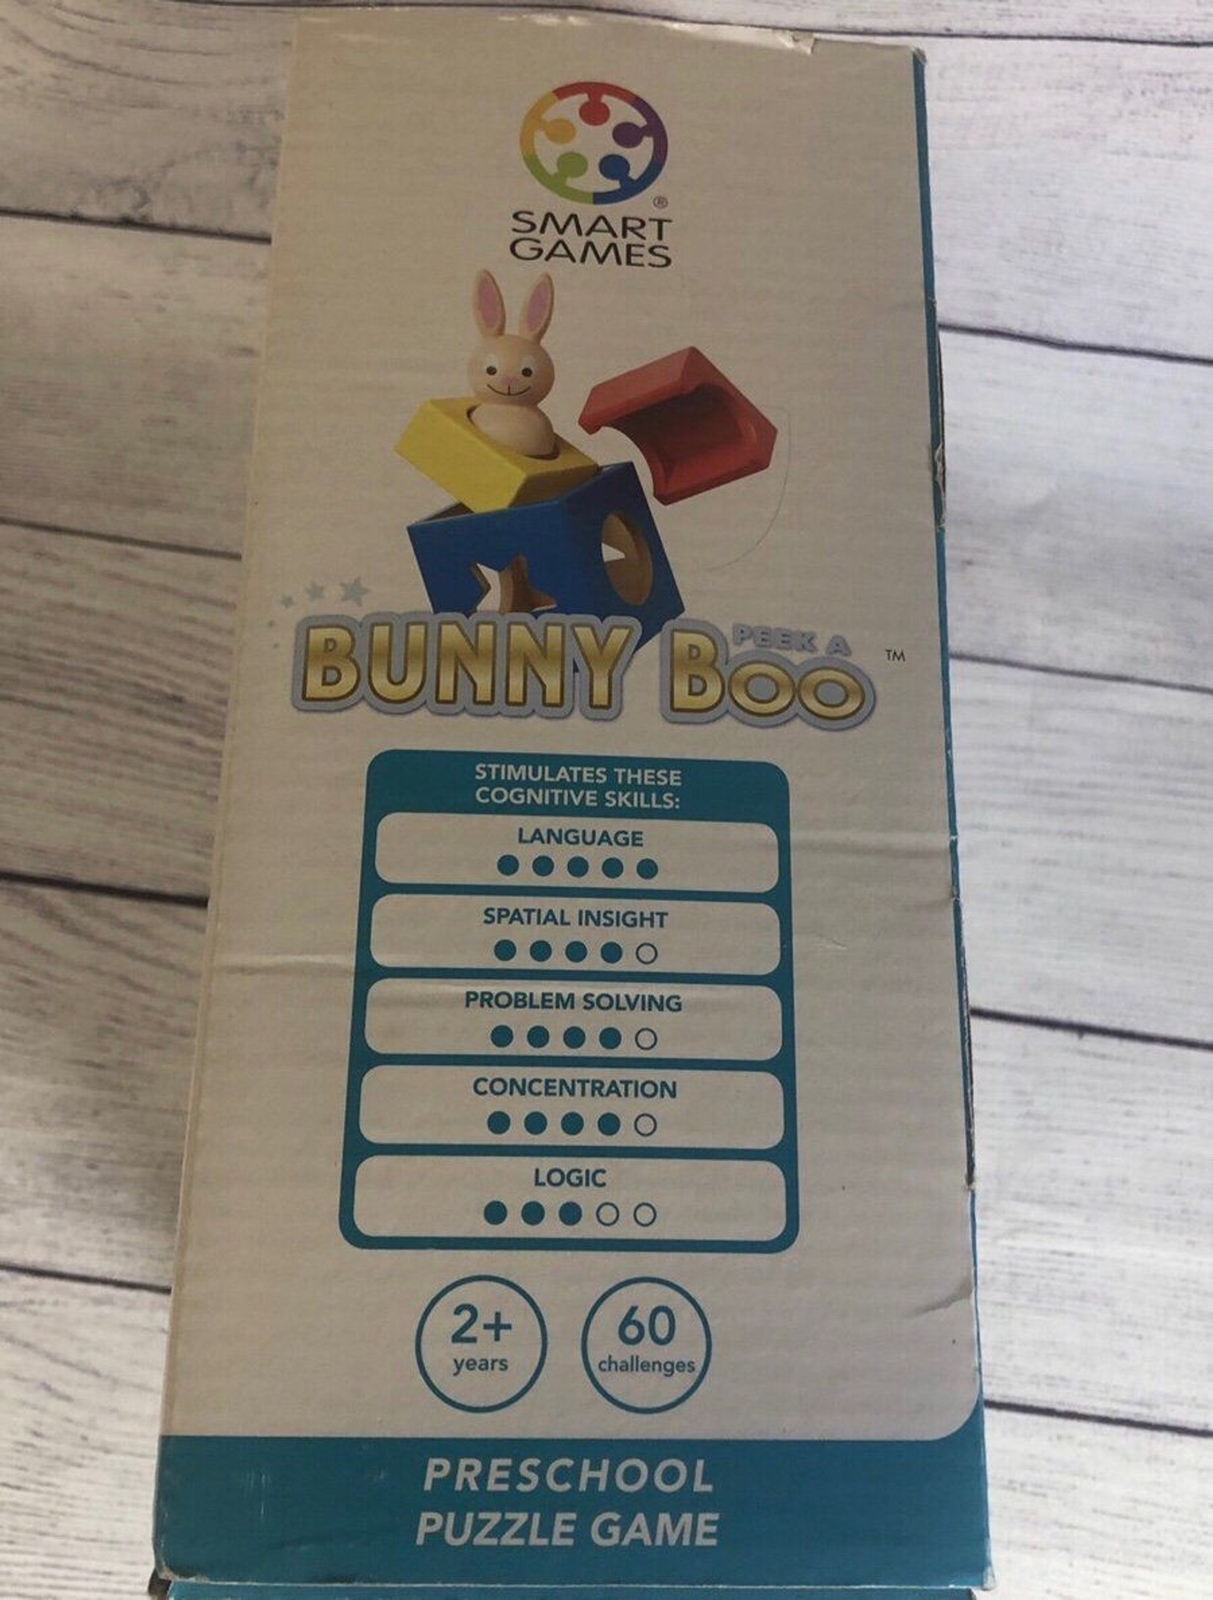 ®
SMART
GAMES
BUNNY PEEK A BOO ™
STIMULATES THESE
COGNITIVE SKILLS:
LANGUAGE
SPATIAL INSIGHT
PROBLEM SOLVING
CONCENTRATION
LOGIC
2+
years
60
challenges
PRESCHOOL
PUZZLE GAME